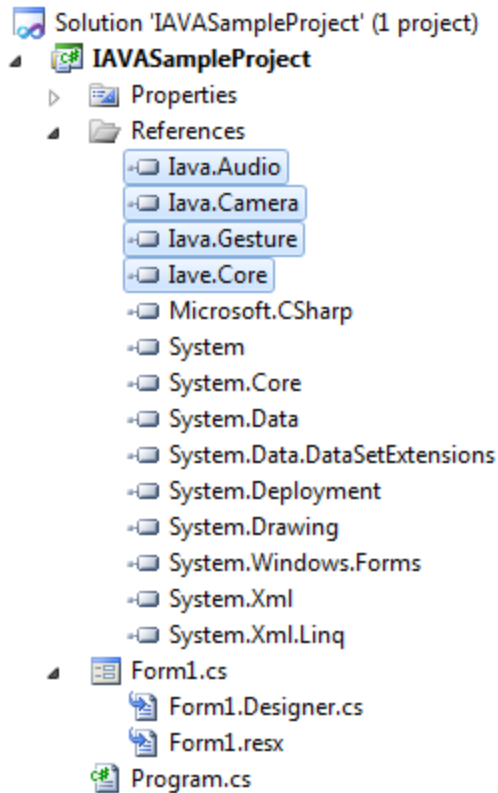 Solution 'IAVASampleProject' (1 project)
IAVASampleProject
Properties
References
Iava.Audio
Iava.Camera
Iava.Gesture
Iave.Core
Microsoft.CSharp
System
System.Core
System.Data
System.Data.DataSetExtensions
System.Deployment
System.Drawing
System.Windows.Forms
System.Xml
System.Xml.Linq
Form1.cs
Form1.Designer.cs
Form1.resx
Program.cs